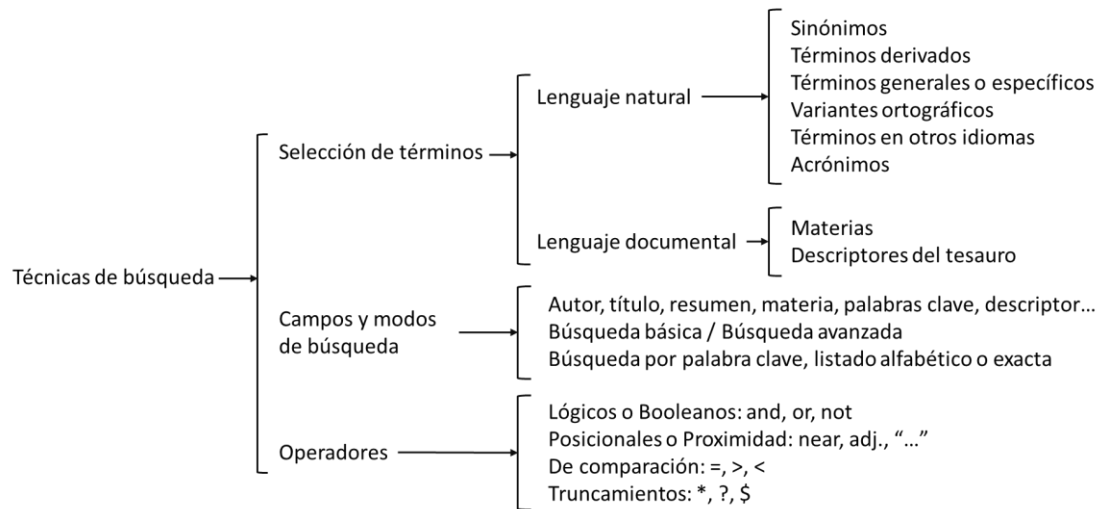 Técnicas de búsqueda
Selección de términos
Lenguaje natural
Sinónimos
Términos derivados
Términos generales o específicos
Variantes ortográficos
Términos en otros idiomas
Acrónimos
Lenguaje documental
Materias
Descriptores del tesauro
Campos y modos
de búsqueda
Autor, título, resumen, materia, palabras clave, descriptor...
Búsqueda básica / Búsqueda avanzada
Búsqueda por palabra clave, listado alfabético o exacta
Operadores
Lógicos o Booleanos: and, or, not
Posicionales o Proximidad: near, adj., “...”
De comparación: =, >, <
Truncamientos: *, ?, $